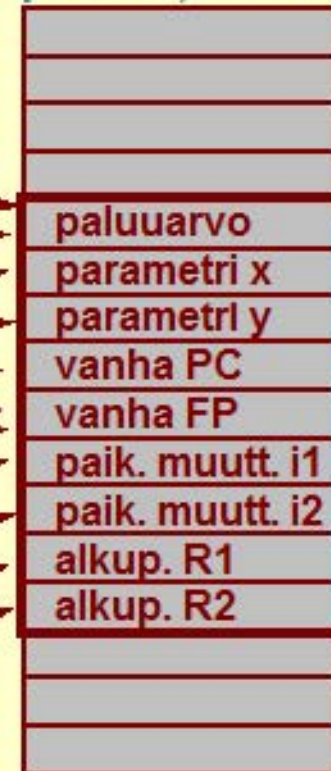 paluuarvo
parametri x
parametrI y
vanha PC
vanha FP
paik. muutt. i1
paik. muutt. i2
alkup. R1
alkup. R2